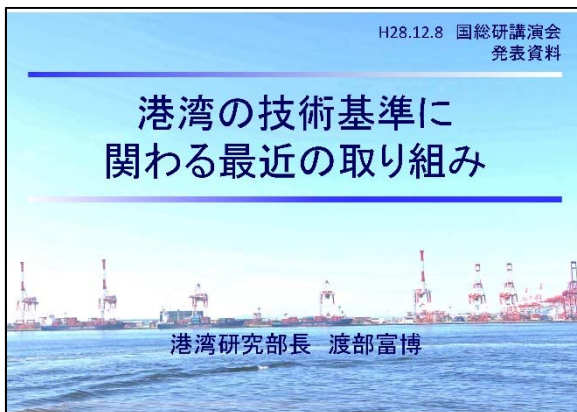 H28.12.8 国総研講演会
発表資料
港湾の技術基準に
関わる最近の取り組み
港湾研究部長 渡部富博